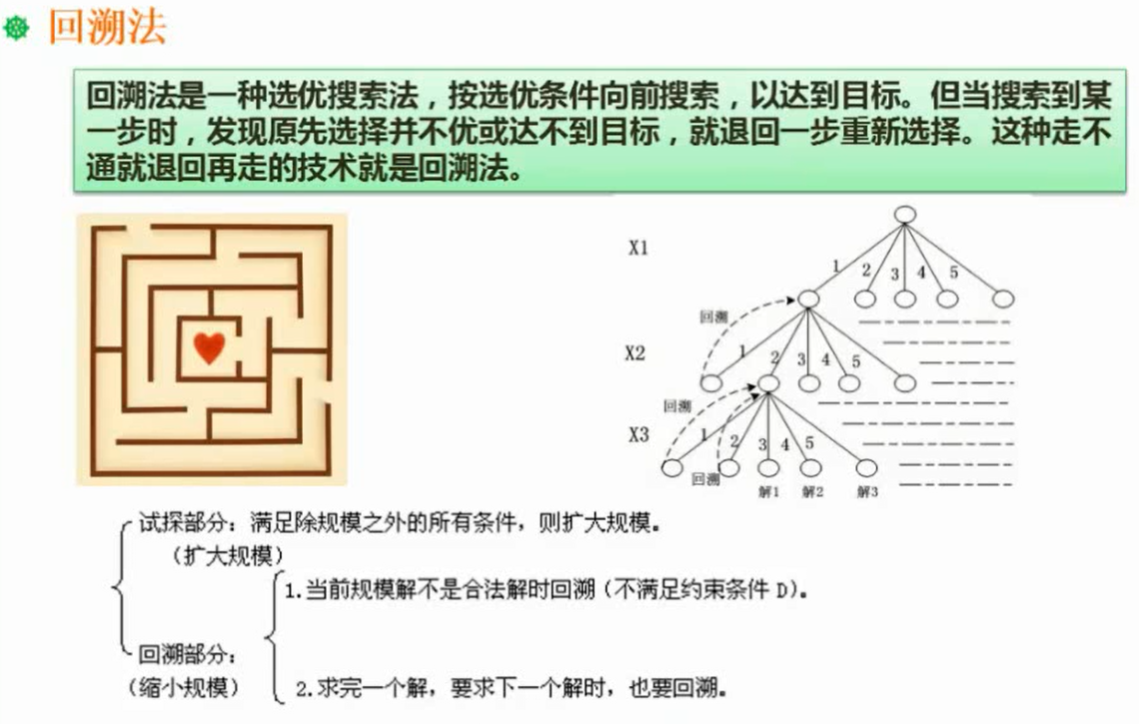 回溯法
回溯法是一种选优搜索法，按选优条件向前搜索，以达到目标。但当搜索到某
一步时，发现原先选择并不优或达不到目标，就退回一步重新选择。这种走不
通就退回再走的技术就是回溯法。
X1
1 2 3 4 5
回溯
X2
1 2 3 4 5
回溯
X3
1 2 3 4 5
回溯
解1 解2 解3
试探部分：满足除规模之外的所有条件，则扩大规模。
（扩大规模）
1.当前规模解不是合法解时回溯（不满足约束条件 D）。
回溯部分：
（缩小规模）
2.求完一个解，要求下一个解时，也要回溯。